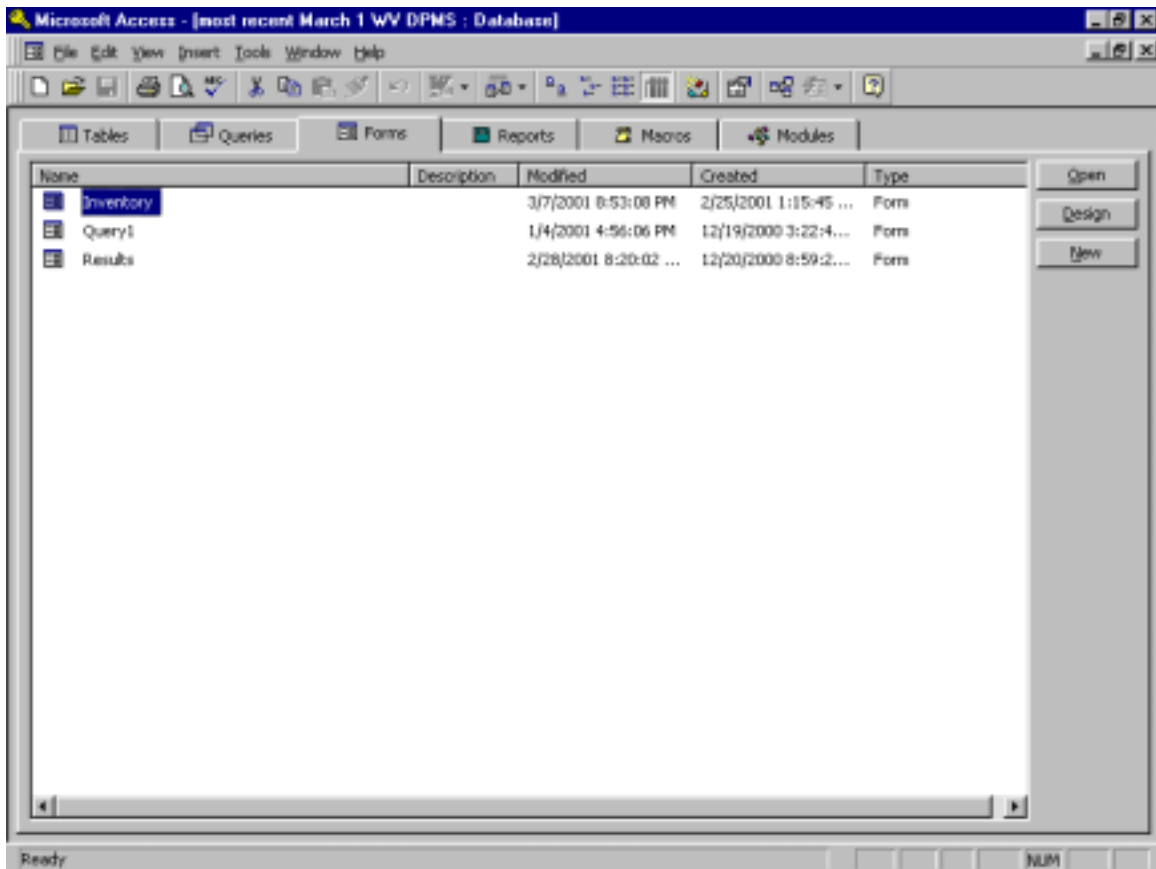 Microsoft Access - [most recent March 1 WV DPMS : Database]
File Edit View Insert Tools Window Help
Tables Queries Forms Reports Macros Modules
Name Description Modified Created Type
Inventory 3/7/2001 8:53:08 PM 2/25/2001 1:15:45 ... Form
Query1 1/4/2001 4:56:06 PM 12/19/2000 3:22:4... Form
Results 2/28/2001 8:20:02 ... 12/20/2000 8:59:2... Form
Open
Design
New
Ready NUM